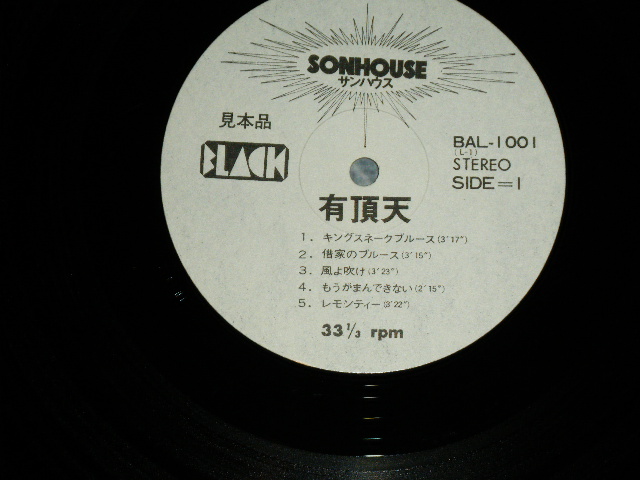 SONHOUSE
サンハウス
見本品
BLACK
BAL-1001
(L-1)
STEREO
SIDE=1
有頂天
1. キングスネークブルース(3'17")
2. 借家のブルース(3'15")
3. 風よ吹け(3'23")
4. もうがまんできない(2'15")
5. レモンティー(3'22")
33 1/3 rpm